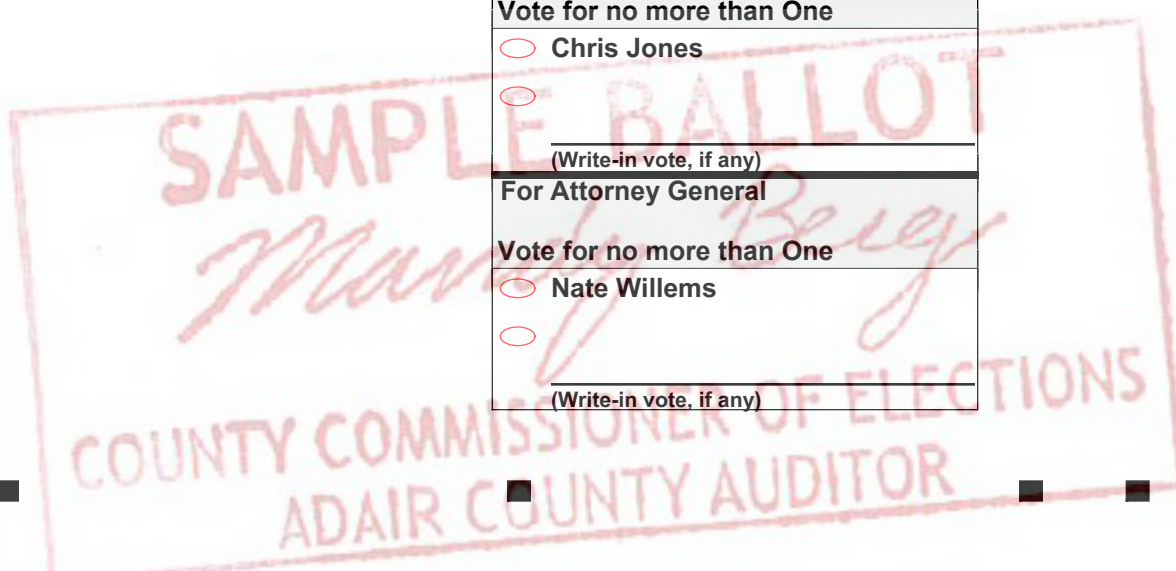 Vote for no more than One
Chris Jones
(Write-in vote, if any)
For Attorney General
Vote for no more than One
Nate Willems
(Write-in vote, if any)
SAMPLE BALLOT
Mandy Berg
COUNTY COMMISSIONER OF ELECTIONS
ADAIR COUNTY AUDITOR